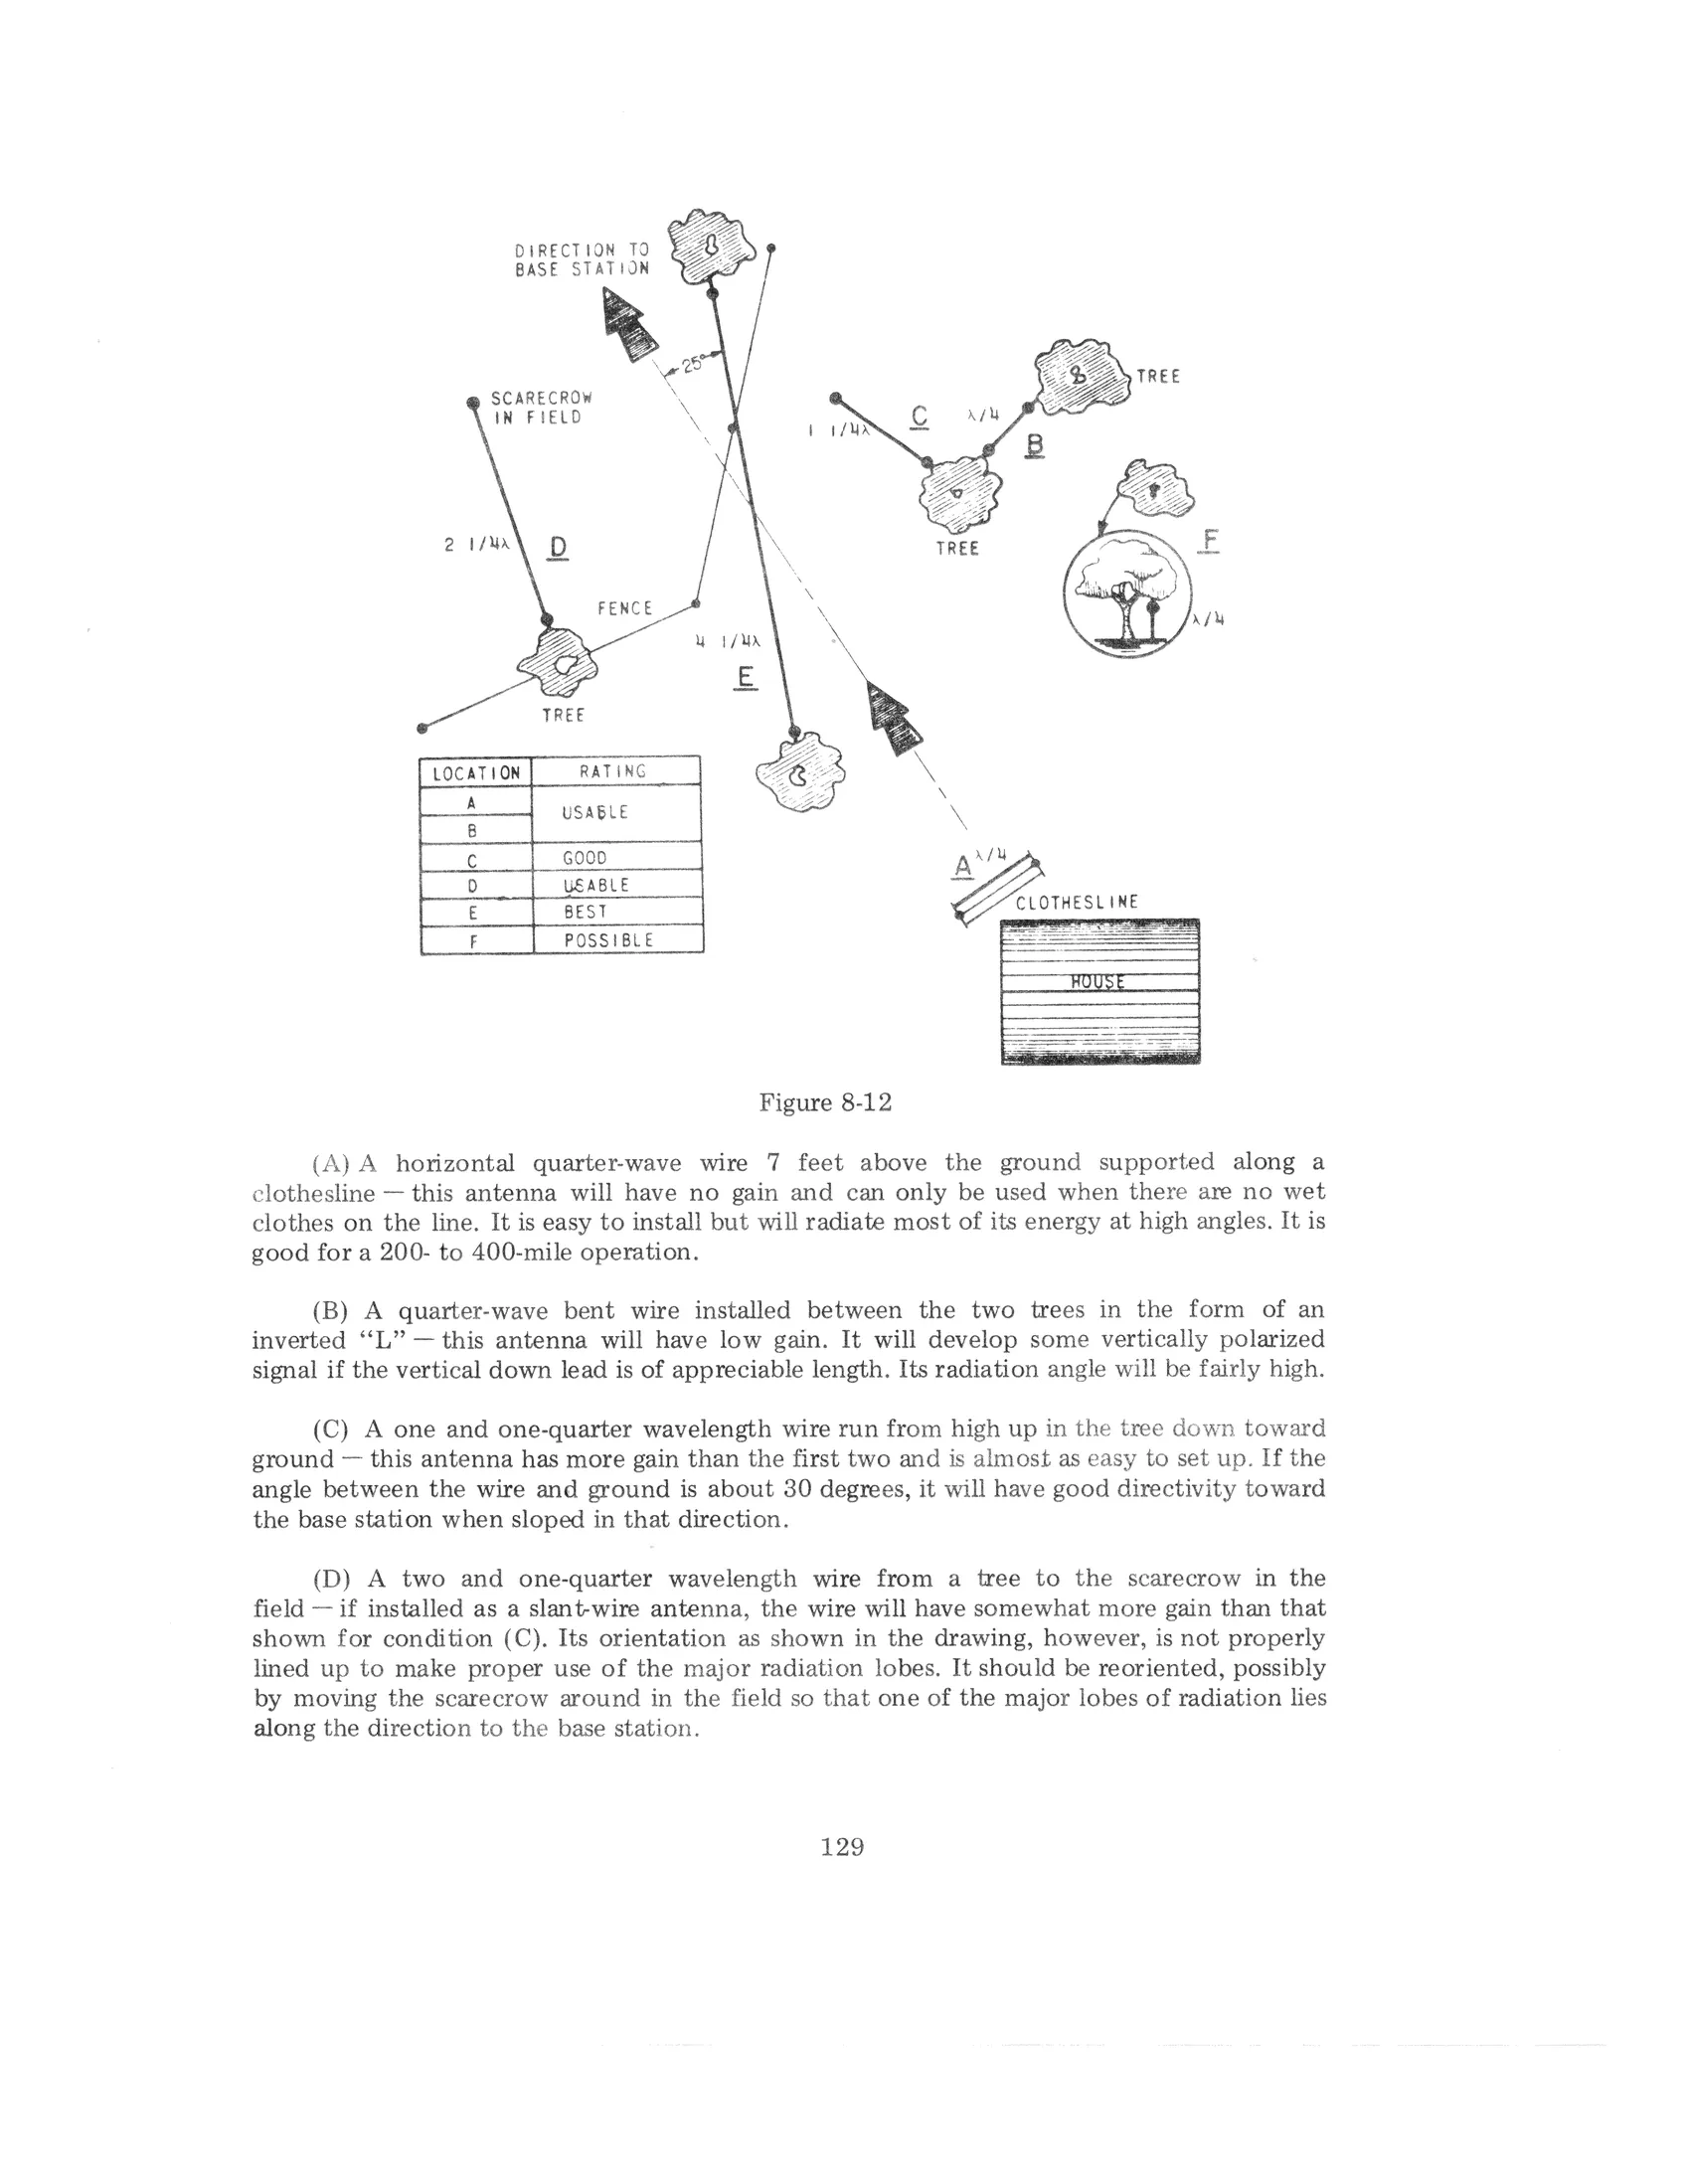 DIRECTION TO
BASE STATION
25°
SCARECROW
IN FIELD
TREE
C
λ/4
1 1/4λ
B
2 1/4λ
D
TREE
F
FENCE
λ/4
4 1/4λ
E
TREE
LOCATION RATING
A
USABLE
B
C GOOD
D USABLE
E BEST
F POSSIBLE
A λ/4
CLOTHESLINE
HOUSE
Figure 8-12
(A) A horizontal quarter-wave wire 7 feet above the ground supported along a
clothesline — this antenna will have no gain and can only be used when there are no wet
clothes on the line. It is easy to install but will radiate most of its energy at high angles. It is
good for a 200- to 400-mile operation.
(B) A quarter-wave bent wire installed between the two trees in the form of an
inverted “L” — this antenna will have low gain. It will develop some vertically polarized
signal if the vertical down lead is of appreciable length. Its radiation angle will be fairly high.
(C) A one and one-quarter wavelength wire run from high up in the tree down toward
ground — this antenna has more gain than the first two and is almost as easy to set up. If the
angle between the wire and ground is about 30 degrees, it will have good directivity toward
the base station when sloped in that direction.
(D) A two and one-quarter wavelength wire from a tree to the scarecrow in the
field — if installed as a slant-wire antenna, the wire will have somewhat more gain than that
shown for condition (C). Its orientation as shown in the drawing, however, is not properly
lined up to make proper use of the major radiation lobes. It should be reoriented, possibly
by moving the scarecrow around in the field so that one of the major lobes of radiation lies
along the direction to the base station.
129